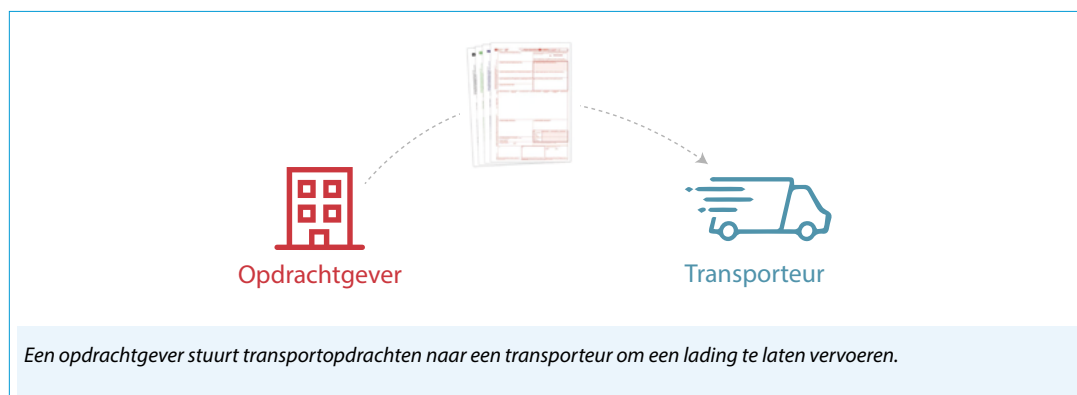 Opdrachtgever
Transporteur
Een opdrachtgever stuurt transportopdrachten naar een transporteur om een lading te laten vervoeren.